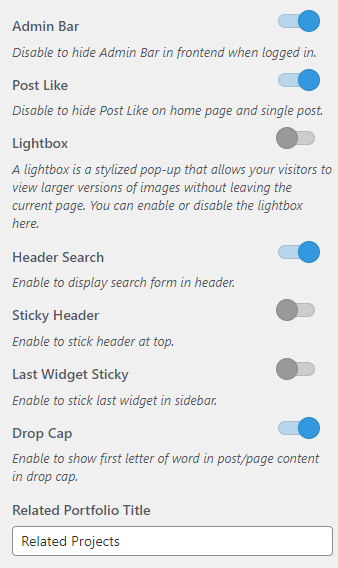 Admin Bar
Disable to hide Admin Bar in frontend when logged in.
Post Like
Disable to hide Post Like on home page and single post.
Lightbox
A lightbox is a stylized pop-up that allows your visitors to
view larger versions of images without leaving the
current page. You can enable or disable the lightbox
here.
Header Search
Enable to display search form in header.
Sticky Header
Enable to stick header at top.
Last Widget Sticky
Enable to stick last widget in sidebar.
Drop Cap
Enable to show first letter of word in post/page content
in drop cap.
Related Portfolio Title
Related Projects